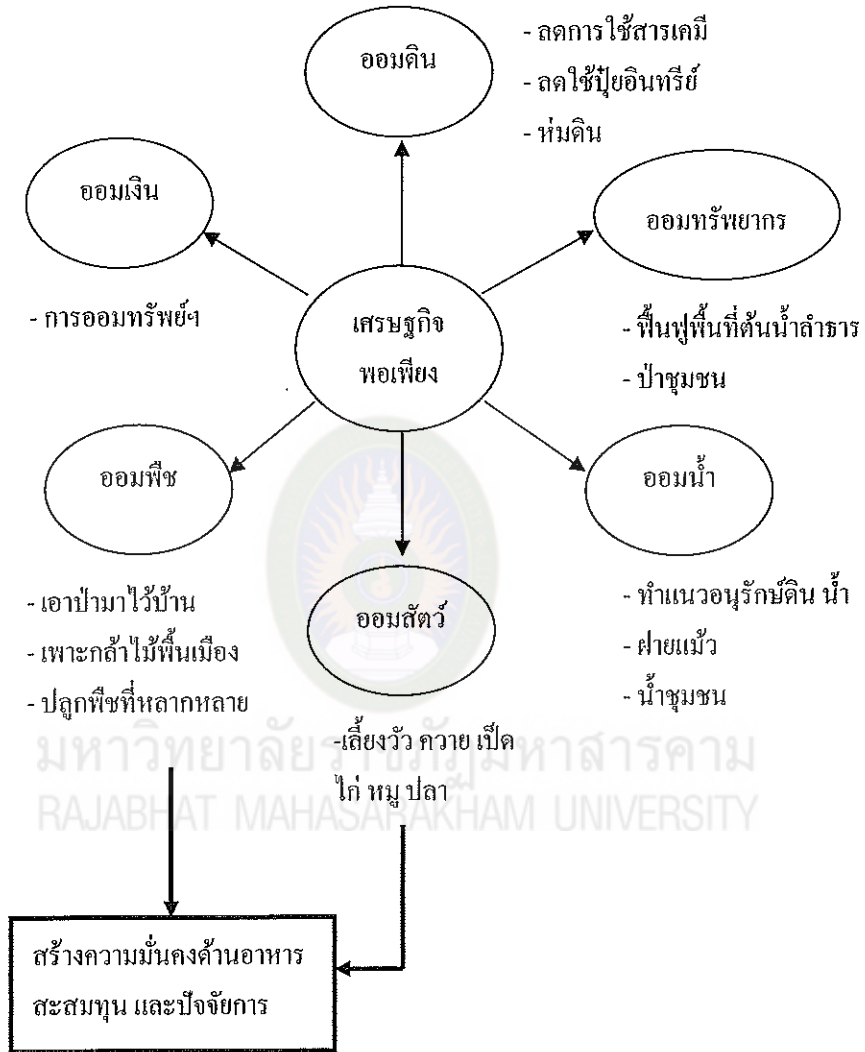 ออมดิน
- ลดการใช้สารเคมี
- ลดใช้ปุ๋ยอินทรีย์
- ห่มดิน
ออมเงิน
- การออมทรัพย์ฯ
ออมทรัพยากร
- ฟื้นฟูพื้นที่ต้นน้ำลำธาร
- ป่าชุมชน
เศรษฐกิจ
พอเพียง
ออมพืช
- เอาป่ามาไว้บ้าน
- เพาะกล้าไม้พื้นเมือง
- ปลูกพืชที่หลากหลาย
ออมสัตว์
-เลี้ยงวัว ควาย เป็ด
ไก่ หมู ปลา
ออมน้ำ
- ทำแนวอนุรักษ์ดิน น้ำ
- ฝายแม้ว
- น้ำชุมชน
มหาวิทยาลัยราชภัฏมหาสารคาม
RAJABHAT MAHASARAKHAM UNIVERSITY
สร้างความมั่นคงด้านอาหาร
สะสมทุน และปัจจัยการ